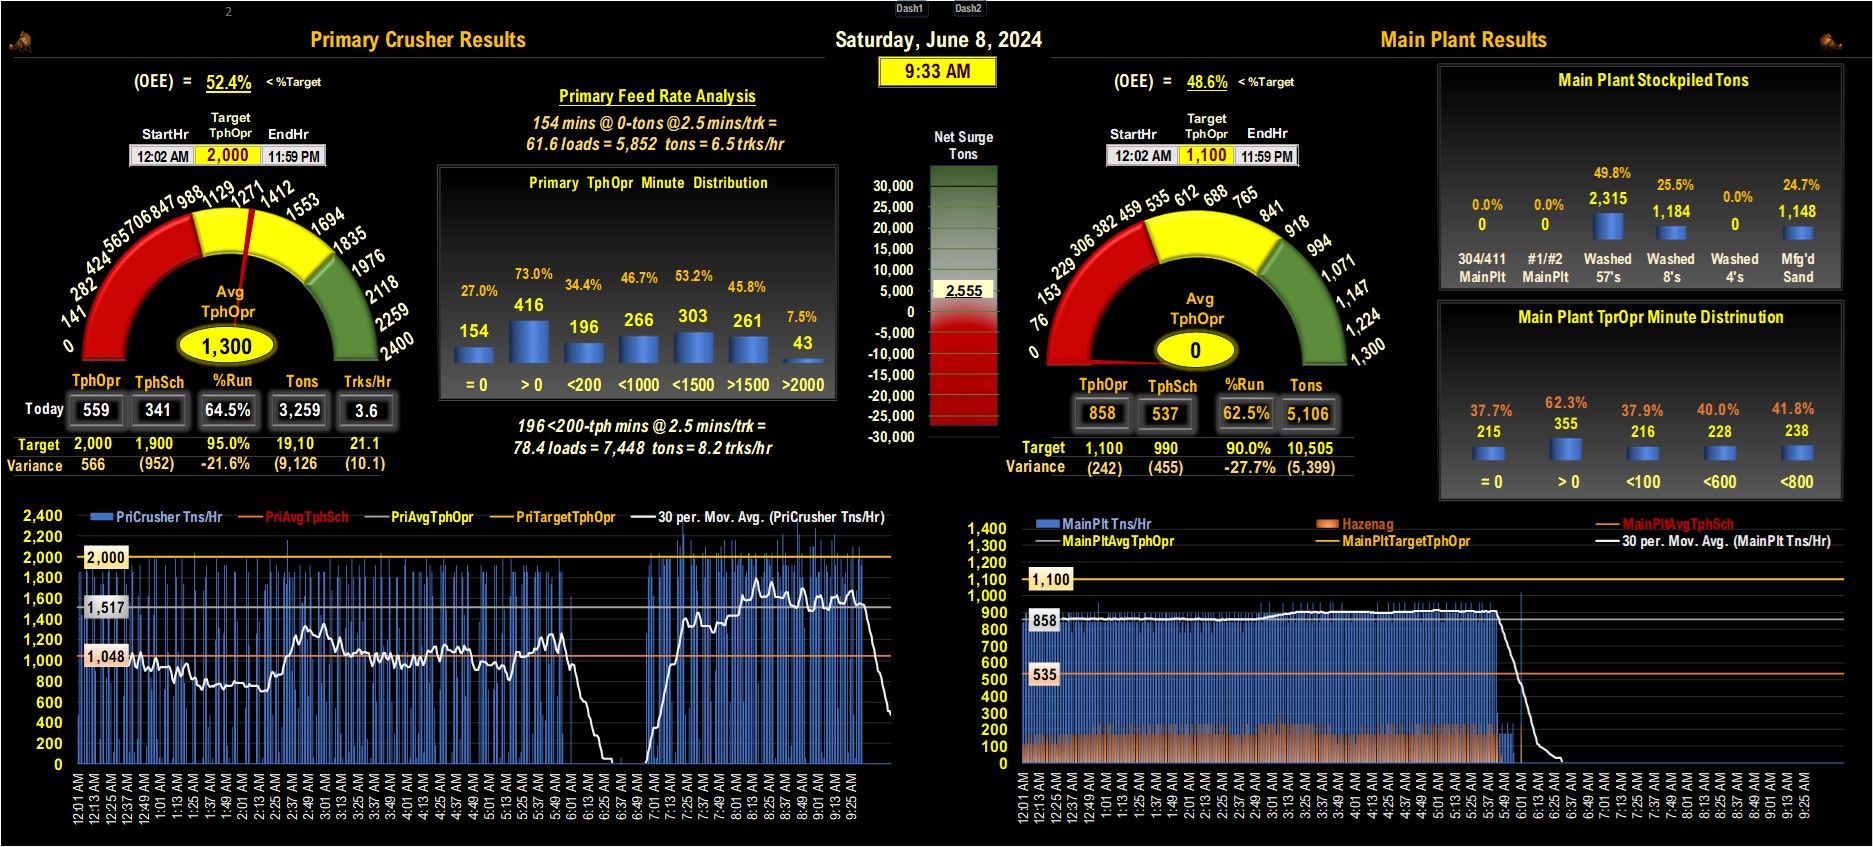 2
Dash1 Dash2
Primary Crusher Results
Saturday, June 8, 2024
Main Plant Results
9:33 AM
(OEE) = 52.4% < %Target
Primary Feed Rate Analysis
154 mins @ 0-tons @2.5 mins/trk =
61.6 loads = 5,852 tons = 6.5 trks/hr
StartHr Target TphOpr EndHr
12:02 AM 2,000 11:59 PM
0 141 282 424 565 706 847 988 1129 1271 1412 1553 1694 1835 1976 2118 2259 2400
Avg
TphOpr
1,300
TphOpr TphSch %Run Tons Trks/Hr
Today 559 341 64.5% 3,259 3.6
Target 2,000 1,900 95.0% 19,10 21.1
Variance 566 (952) -21.6% (9,126 (10.1)
Primary TphOpr Minute Distribution
27.0% 73.0% 34.4% 46.7% 53.2% 45.8% 7.5%
154 416 196 266 303 261 43
= 0 > 0 <200 <1000 <1500 >1500 >2000
196 <200-tph mins @ 2.5 mins/trk =
78.4 loads = 7,448 tons = 8.2 trks/hr
Net Surge
Tons
30,000
25,000
20,000
15,000
10,000
5,000
0
-5,000
-10,000
-15,000
-20,000
-25,000
-30,000
2,555
(OEE) = 48.6% < %Target
StartHr Target TphOpr EndHr
12:02 AM 1,100 11:59 PM
0 76 153 229 306 382 459 535 612 688 765 841 918 994 1,071 1,147 1,224 1,300
Avg
TphOpr
0
TphOpr TphSch %Run Tons
858 537 62.5% 5,106
Target 1,100 990 90.0% 10,505
Variance (242) (455) -27.7% (5,399)
Main Plant Stockpiled Tons
0.0% 0.0% 49.8% 25.5% 0.0% 24.7%
0 0 2,315 1,184 0 1,148
304/411 #1/#2 Washed Washed Washed Mfg'd
MainPlt MainPlt 57's 8's 4's Sand
Main Plant TprOpr Minute Distrinution
37.7% 62.3% 37.9% 40.0% 41.8%
215 355 216 228 238
= 0 > 0 <100 <600 <800
PriCrusher Tns/Hr PriAvgTphSch PriAvgTphOpr PriTargetTphOpr 30 per. Mov. Avg. (PriCrusher Tns/Hr)
2,400
2,200
2,000
1,800
1,600
1,400
1,200
1,000
800
600
400
200
0
2,000
1,517
1,048
12:01 AM 12:13 AM 12:25 AM 12:37 AM 12:49 AM 1:01 AM 1:13 AM 1:25 AM 1:37 AM 1:49 AM 2:01 AM 2:13 AM 2:25 AM 2:37 AM 2:49 AM 3:01 AM 3:13 AM 3:25 AM 3:37 AM 3:49 AM 4:01 AM 4:13 AM 4:25 AM 4:37 AM 4:49 AM 5:01 AM 5:13 AM 5:25 AM 5:37 AM 5:49 AM 6:01 AM 6:13 AM 6:25 AM 6:37 AM 6:49 AM 7:01 AM 7:13 AM 7:25 AM 7:37 AM 7:49 AM 8:01 AM 8:13 AM 8:25 AM 8:37 AM 8:49 AM 9:01 AM 9:13 AM 9:25 AM
MainPlt Tns/Hr Hazenag MainPltAvgTphSch
MainPltAvgTphOpr MainPltTargetTphOpr 30 per. Mov. Avg. (MainPlt Tns/Hr)
1,400
1,300
1,200
1,100
1,000
900
800
700
600
500
400
300
200
100
0
1,100
858
535
12:01 AM 12:13 AM 12:25 AM 12:37 AM 12:49 AM 1:01 AM 1:13 AM 1:25 AM 1:37 AM 1:49 AM 2:01 AM 2:13 AM 2:25 AM 2:37 AM 2:49 AM 3:01 AM 3:13 AM 3:25 AM 3:37 AM 3:49 AM 4:01 AM 4:13 AM 4:25 AM 4:37 AM 4:49 AM 5:01 AM 5:13 AM 5:25 AM 5:37 AM 5:49 AM 6:01 AM 6:13 AM 6:25 AM 6:37 AM 6:49 AM 7:01 AM 7:13 AM 7:25 AM 7:37 AM 7:49 AM 8:01 AM 8:13 AM 8:25 AM 8:37 AM 8:49 AM 9:01 AM 9:13 AM 9:25 AM